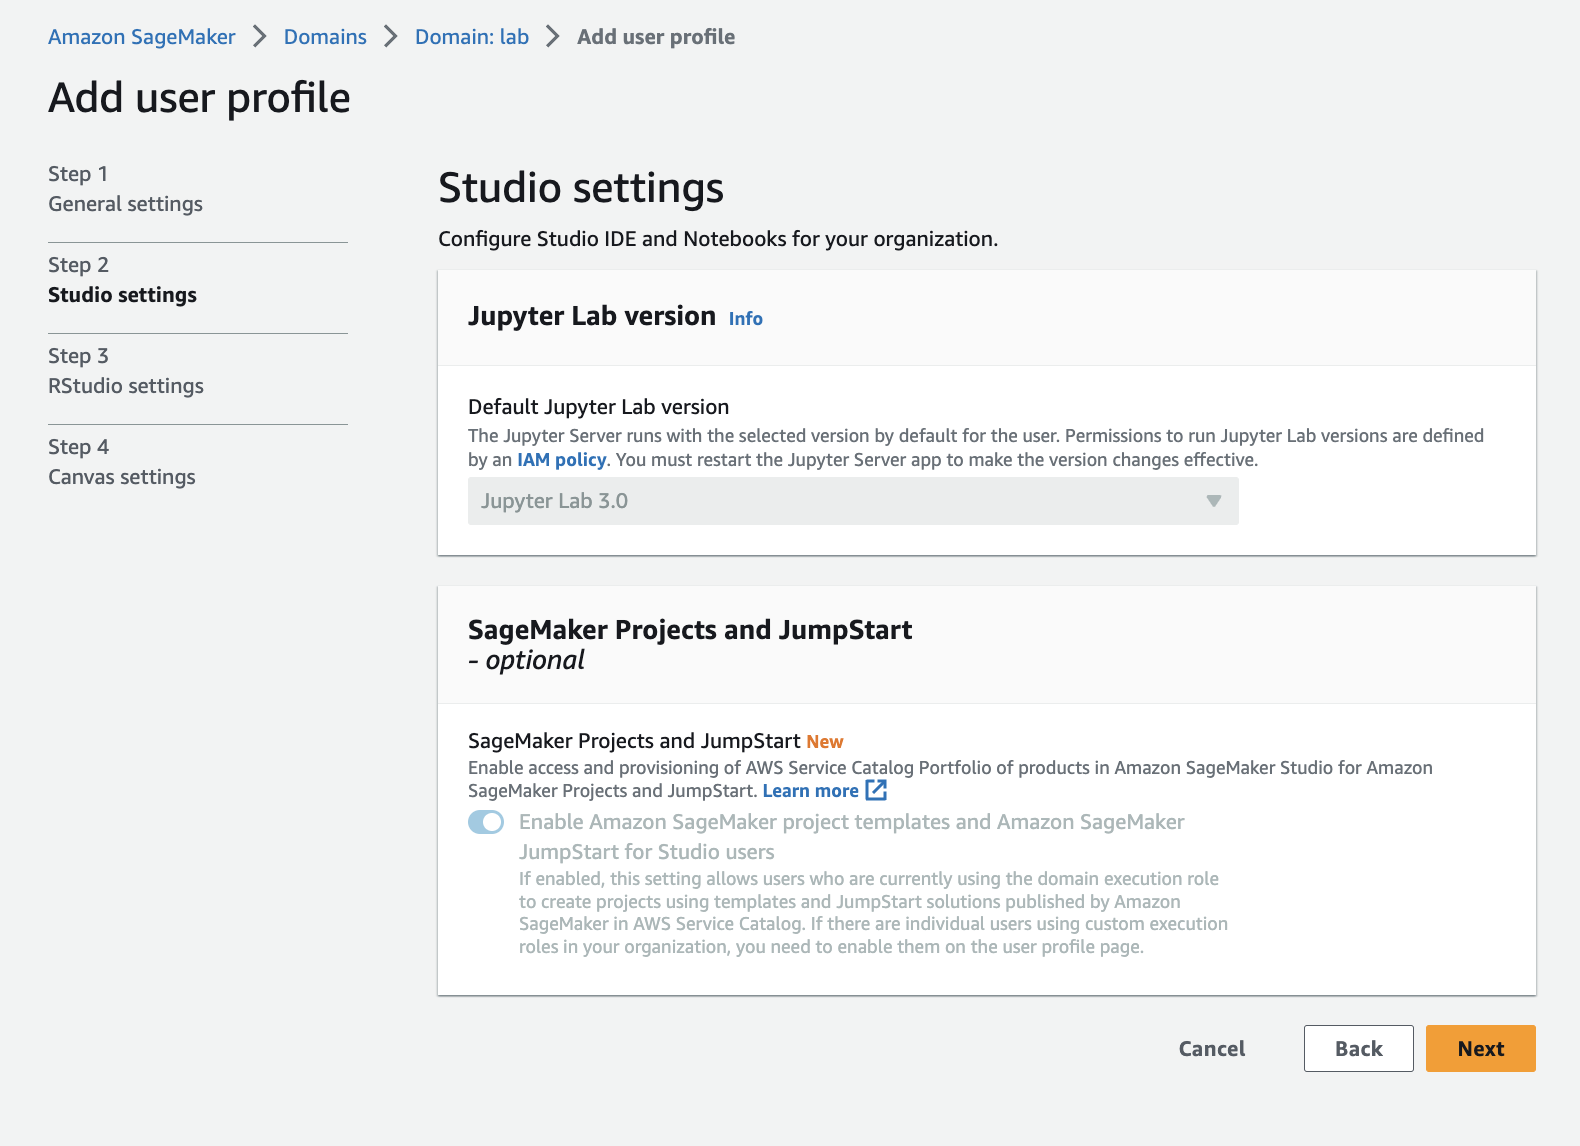 Amazon SageMaker > Domains > Domain: lab > Add user profile
Add user profile
Step 1
General settings
Step 2
Studio settings
Step 3
RStudio settings
Step 4
Canvas settings
Studio settings
Configure Studio IDE and Notebooks for your organization.
Jupyter Lab version Info
Default Jupyter Lab version
The Jupyter Server runs with the selected version by default for the user. Permissions to run Jupyter Lab versions are defined
by an IAM policy. You must restart the Jupyter Server app to make the version changes effective.
Jupyter Lab 3.0
SageMaker Projects and JumpStart
- optional
SageMaker Projects and JumpStart New
Enable access and provisioning of AWS Service Catalog Portfolio of products in Amazon SageMaker Studio for Amazon
SageMaker Projects and JumpStart. Learn more
Enable Amazon SageMaker project templates and Amazon SageMaker
JumpStart for Studio users
If enabled, this setting allows users who are currently using the domain execution role
to create projects using templates and JumpStart solutions published by Amazon
SageMaker in AWS Service Catalog. If there are individual users using custom execution
roles in your organization, you need to enable them on the user profile page.
Cancel Back Next